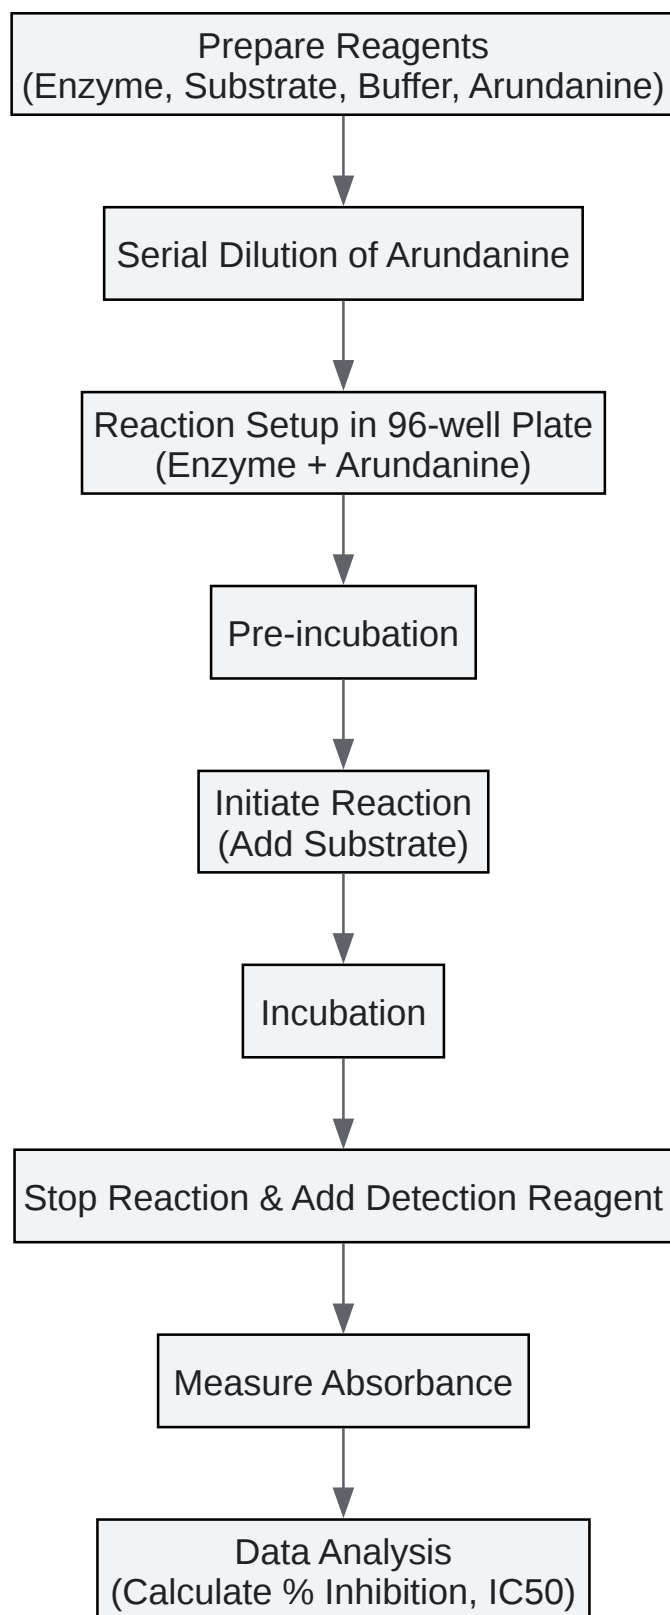 Prepare Reagents
(Enzyme, Substrate, Buffer, Arundanine)
Serial Dilution of Arundanine
Reaction Setup in 96-well Plate
(Enzyme + Arundanine)
Pre-incubation
Initiate Reaction
(Add Substrate)
Incubation
Stop Reaction & Add Detection Reagent
Measure Absorbance
Data Analysis
(Calculate % Inhibition, IC50)